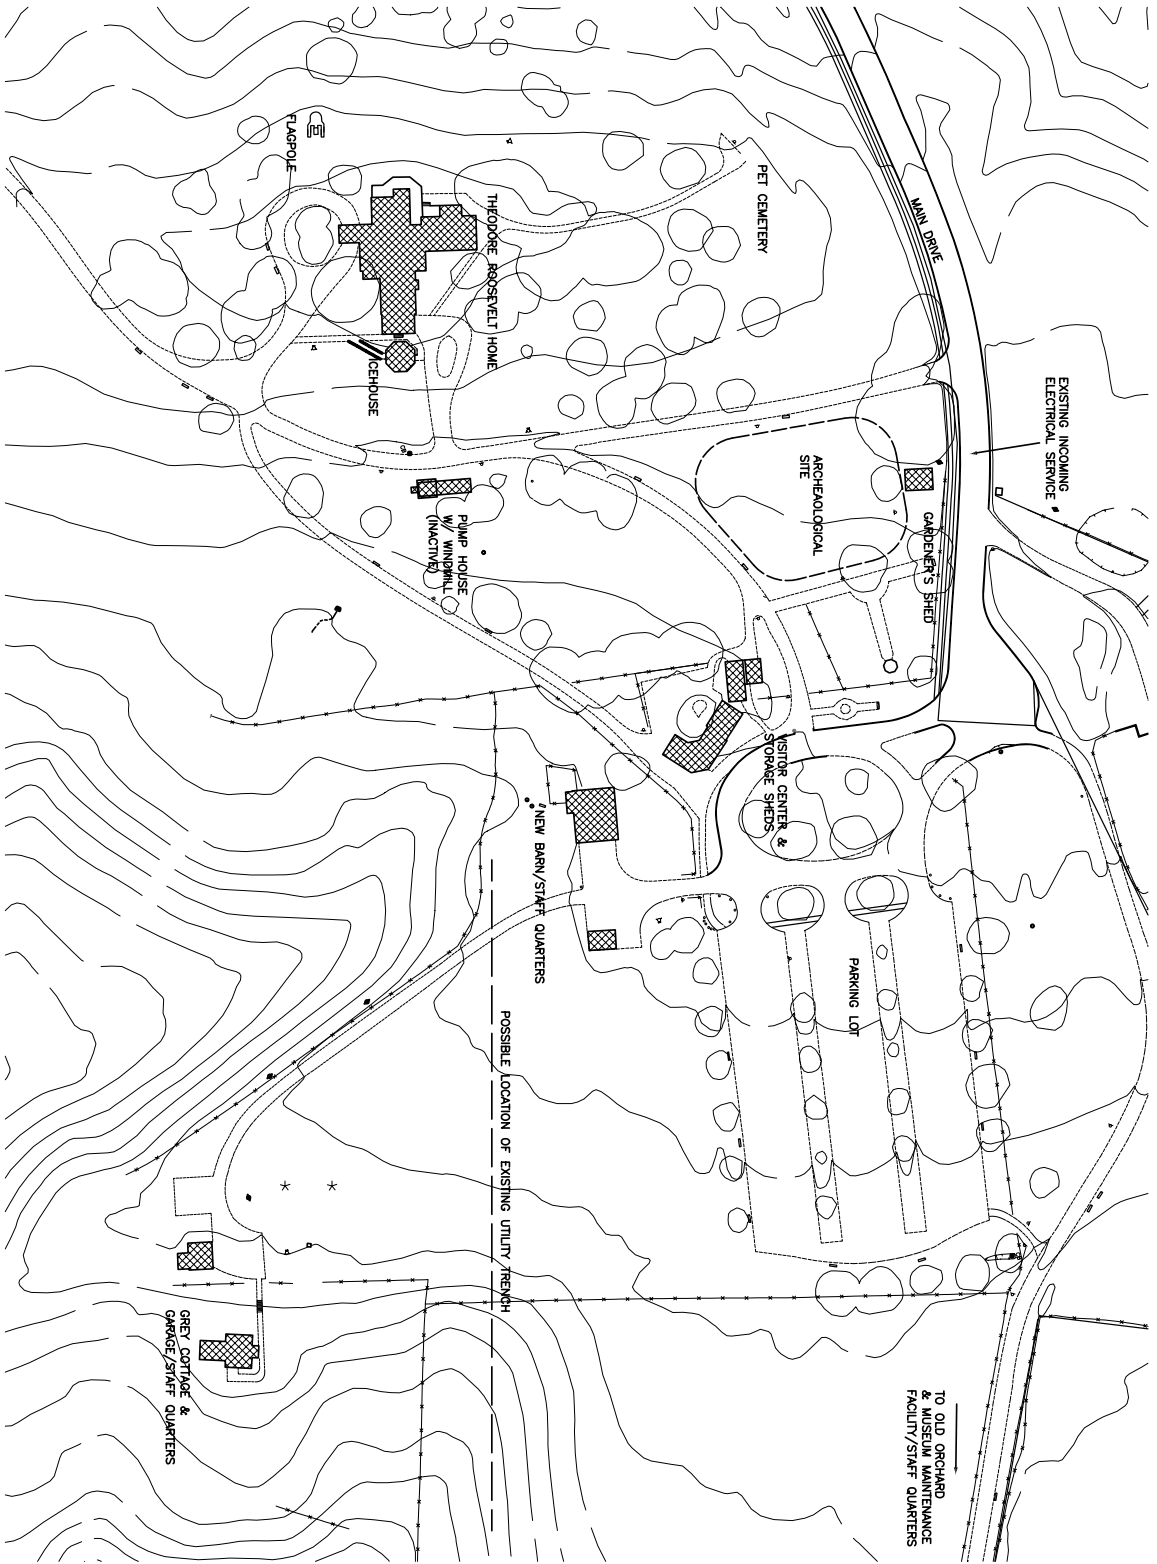 MAIN DRIVE
EXISTING INCOMING
ELECTRICAL SERVICE
PET CEMETERY
FLAGPOLE
THEODORE ROOSEVELT HOME
ICEHOUSE
ARCHEAOLOGICAL
SITE
GARDENER'S SHED
PUMP HOUSE
W/ WINDMILL
(INACTIVE)
VISITOR CENTER &
STORAGE SHEDS
NEW BARN/STAFF QUARTERS
PARKING LOT
POSSIBLE LOCATION OF EXISTING UTILITY TRENCH
GREY COTTAGE &
GARAGE/STAFF QUARTERS
TO OLD ORCHARD
& MUSEUM MAINTENANCE
FACILITY/STAFF QUARTERS